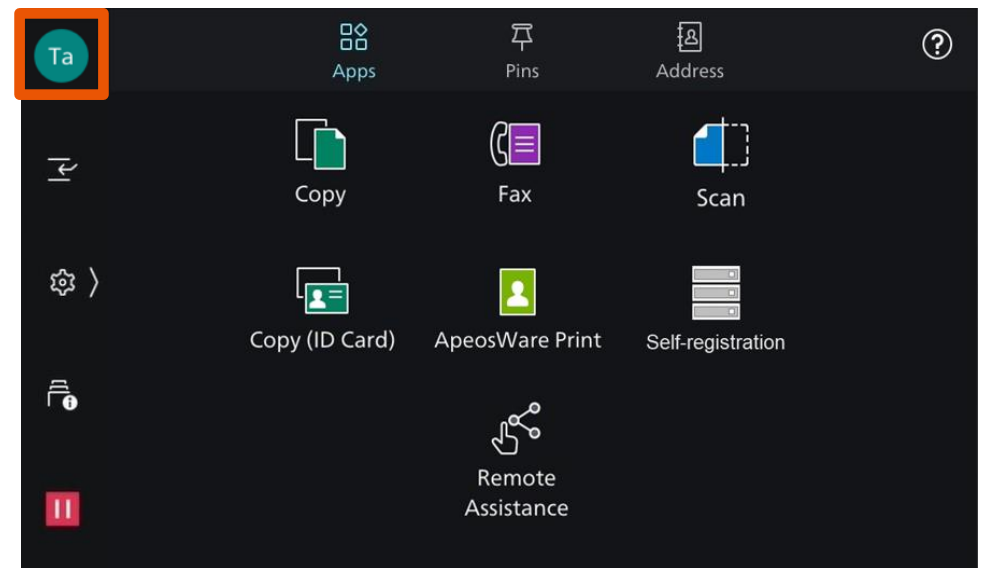 Ta
Apps
Pins
Address
Copy
Fax
Scan
Copy (ID Card)
ApeosWare Print
Self-registration
Remote
Assistance